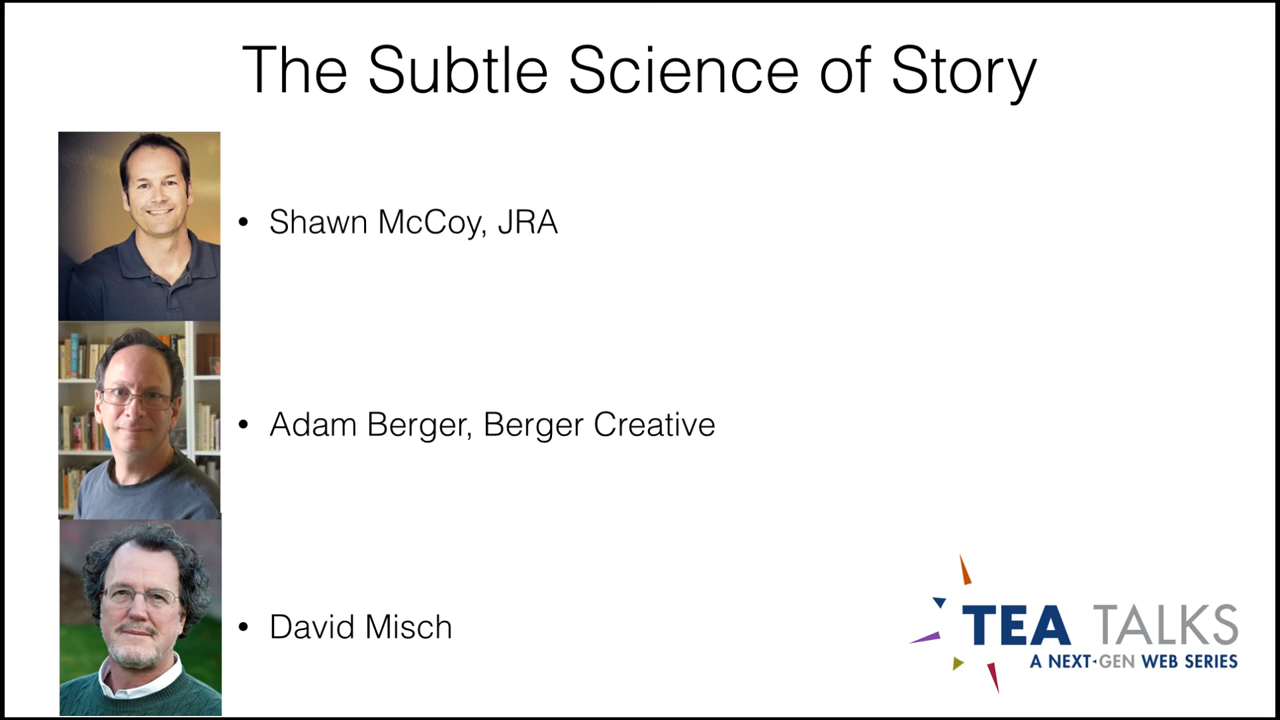 The Subtle Science of Story
• Shawn McCoy, JRA
• Adam Berger, Berger Creative
• David Misch
TEA TALKS
A NEXT·GEN WEB SERIES